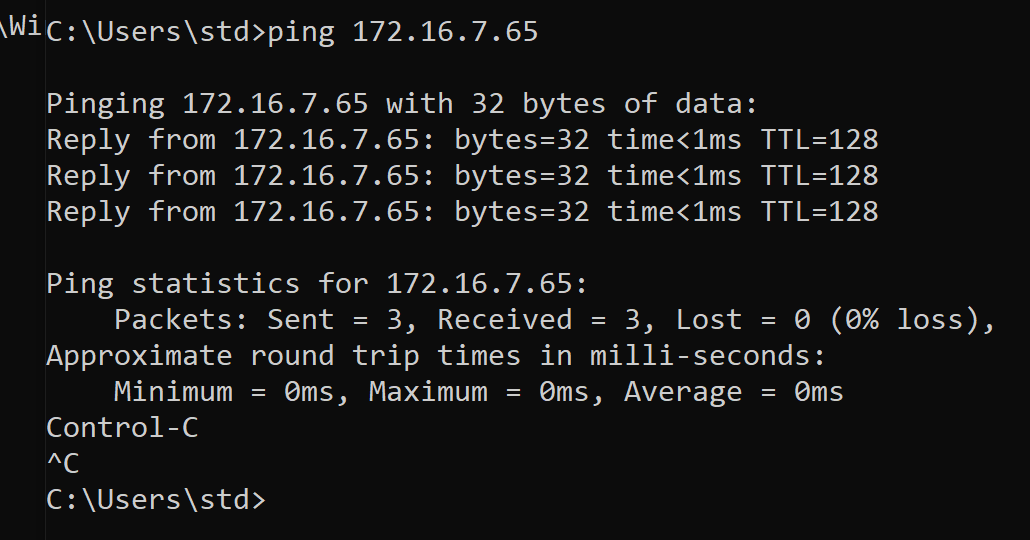 \Wi
C:\Users\std>ping 172.16.7.65
Pinging 172.16.7.65 with 32 bytes of data:
Reply from 172.16.7.65: bytes=32 time<1ms TTL=128
Reply from 172.16.7.65: bytes=32 time<1ms TTL=128
Reply from 172.16.7.65: bytes=32 time<1ms TTL=128
Ping statistics for 172.16.7.65:
    Packets: Sent = 3, Received = 3, Lost = 0 (0% loss),
Approximate round trip times in milli-seconds:
    Minimum = 0ms, Maximum = 0ms, Average = 0ms
Control-C
^C
C:\Users\std>